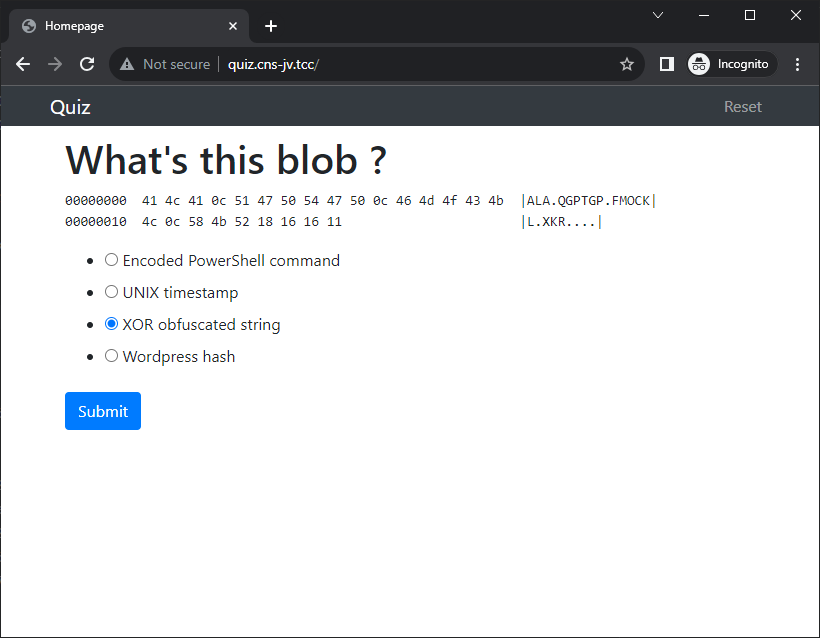 Homepage
Not secure quiz.cns-jv.tcc/ Incognito
Quiz Reset
What's this blob ?
00000000  41 4c 41 0c 51 47 50 54 47 50 0c 46 4d 4f 43 4b  |ALA.QGPTGP.FMOCK|
00000010  4c 0c 58 4b 52 18 16 16 11  |L.XKR....|
Encoded PowerShell command
UNIX timestamp
XOR obfuscated string
Wordpress hash
Submit